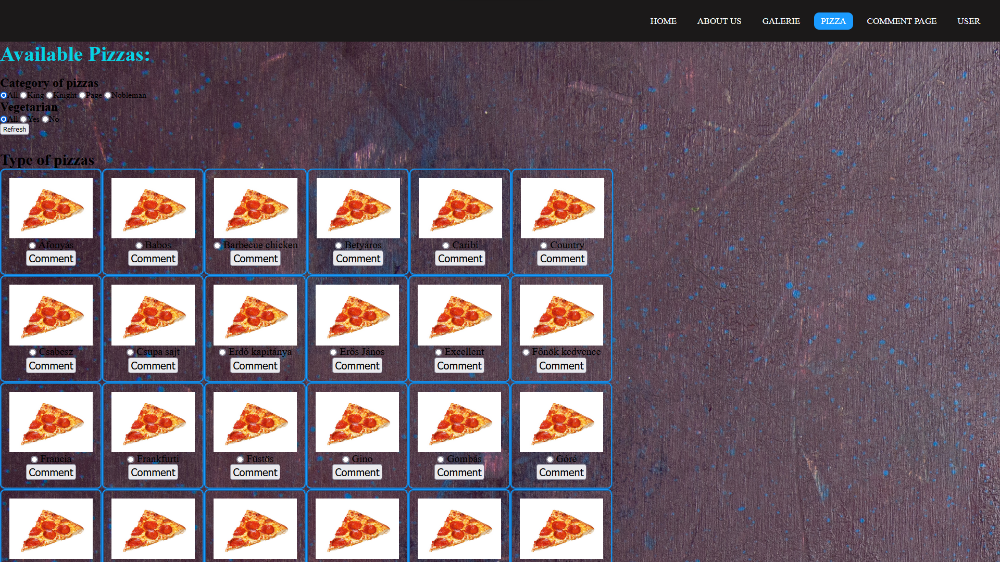 HOME ABOUT US GALERIE PIZZA COMMENT PAGE USER
Available Pizzas:
Category of pizzas
All King Knight Page Nobleman
Vegetarian
All Yes No
Refresh
Type of pizzas
Áfonyás Babos Barbecue chicken Betyáros Caribi Country
Comment Comment Comment Comment Comment Comment
Csabesz Csupa sajt Erdő kapitánya Erős János Excellent Főnök kedvence
Comment Comment Comment Comment Comment Comment
Francia Frankfurti Füstös Gino Gombás Góré
Comment Comment Comment Comment Comment Comment